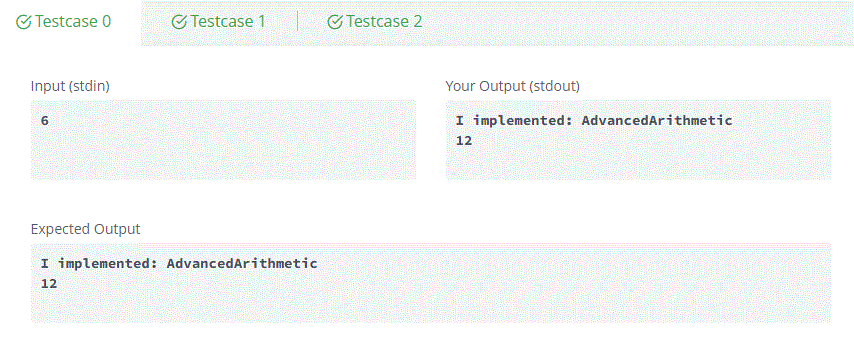 Testcase 0 Testcase 1 Testcase 2
Input (stdin) Your Output (stdout)
6 I implemented: AdvancedArithmetic
12
Expected Output
I implemented: AdvancedArithmetic
12